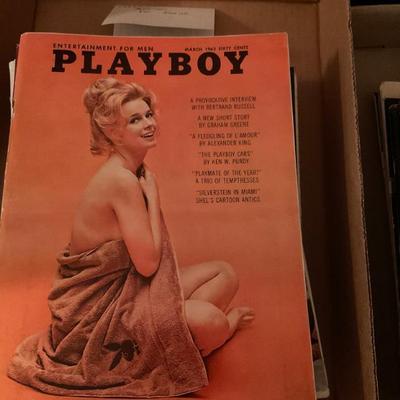 ENTERTAINMENT FOR MEN
MARCH 1963 SIXTY CENTS
PLAYBOY
A PROVOCATIVE INTERVIEW
WITH BERTRAND RUSSELL
A NEW SHORT STORY
BY GRAHAM GREENE
"A FLEDGLING OF L'AMOUR"
BY ALEXANDER KING
"THE PLAYBOY CARS"
BY KEN W. PURDY
"PLAYMATE OF THE YEAR?"
A TRIO OF TEMPTRESSES
"SILVERSTEIN IN MIAMI"
SHEL'S CARTOON ANTICS